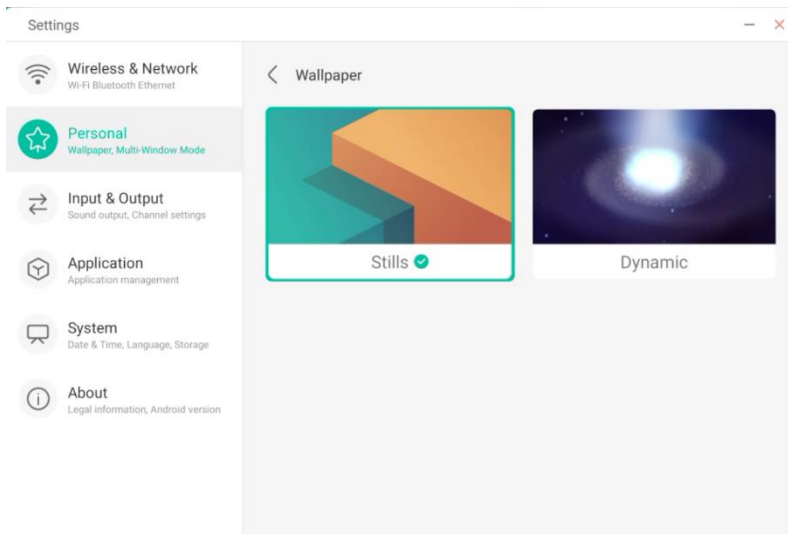 Settings
Wireless & Network
Wi-Fi Bluetooth Ethernet
Personal
Wallpaper, Multi-Window Mode
Input & Output
Sound output, Channel settings
Application
Application management
System
Date & Time, Language, Storage
About
Legal information, Android version
Wallpaper
Stills
Dynamic